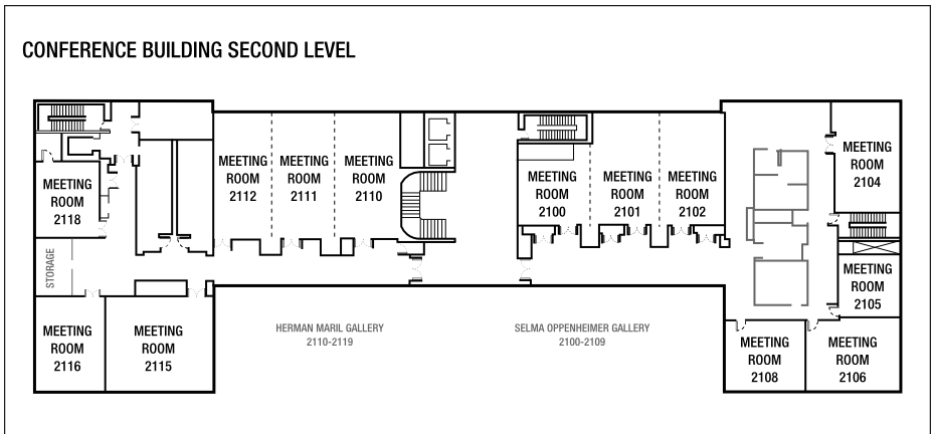 CONFERENCE BUILDING SECOND LEVEL
MEETING
ROOM
2112
MEETING
ROOM
2111
MEETING
ROOM
2110
MEETING
ROOM
2100
MEETING
ROOM
2101
MEETING
ROOM
2102
MEETING
ROOM
2104
MEETING
ROOM
2118
STORAGE
MEETING
ROOM
2105
MEETING
ROOM
2116
MEETING
ROOM
2115
HERMAN MARIL GALLERY
2110-2119
SELMA OPPENHEIMER GALLERY
2100-2109
MEETING
ROOM
2108
MEETING
ROOM
2106